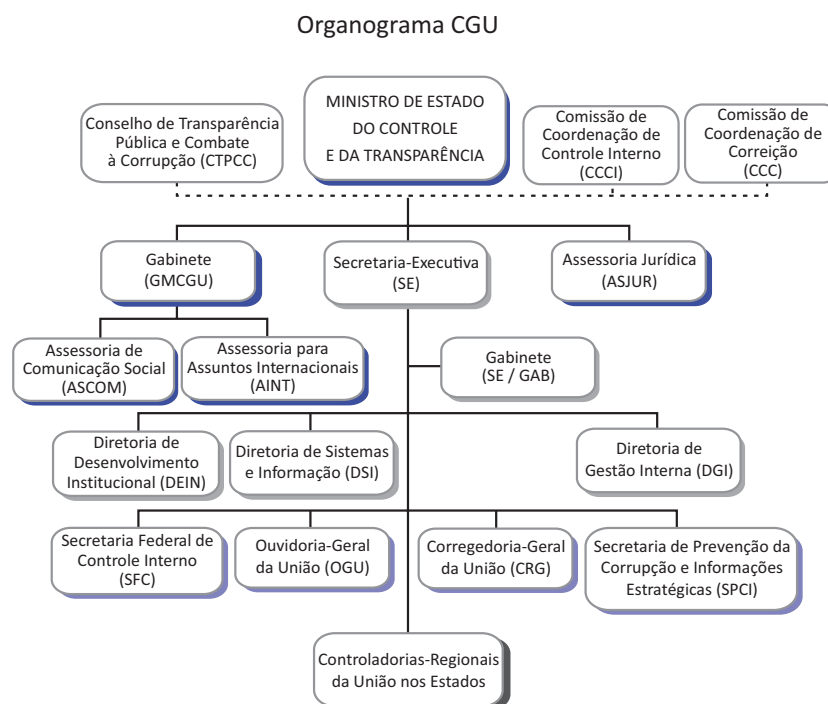 Organograma CGU
Conselho de Transparência
Pública e Combate
à Corrupção (CTPCC)
MINISTRO DE ESTADO
DO CONTROLE
E DA TRANSPARÊNCIA
Comissão de
Coordenação de
Controle Interno
(CCCI)
Comissão de
Coordenação de
Correição
(CCC)
Gabinete
(GMCGU)
Secretaria-Executiva
(SE)
Assessoria Jurídica
(ASJUR)
Assessoria de
Comunicação Social
(ASCOM)
Assessoria para
Assuntos Internacionais
(AINT)
Gabinete
(SE / GAB)
Diretoria de
Desenvolvimento
Institucional (DEIN)
Diretoria de Sistemas
e Informação (DSI)
Diretoria de
Gestão Interna (DGI)
Secretaria Federal de
Controle Interno
(SFC)
Ouvidoria-Geral
da União (OGU)
Corregedoria-Geral
da União (CRG)
Secretaria de Prevenção da
Corrupção e Informações
Estratégicas (SPCI)
Controladorias-Regionais
da União nos Estados